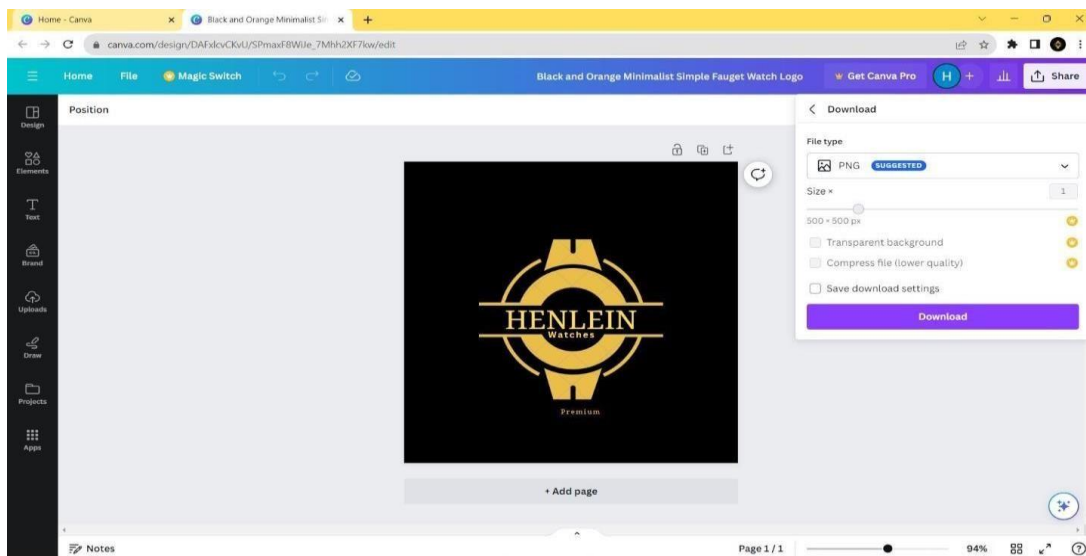 Home - Canva
Black and Orange Minimalist Si
canva.com/design/DAFxlcvCKvU/SPmaxF8WUe_7Mhh2XF7kw/edit
Home File Magic Switch Black and Orange Minimalist Simple Fauget Watch Logo Get Canva Pro H + Share
Design
Elements
Text
Brand
Uploads
Draw
Projects
Apps
Position
HENLEIN
Watches
Premium
+ Add page
Download
File type
PNG SUGGESTED
Size × 1
500 × 500 px
Transparent background
Compress file (lower quality)
Save download settings
Download
Notes Page 1 / 1 94%